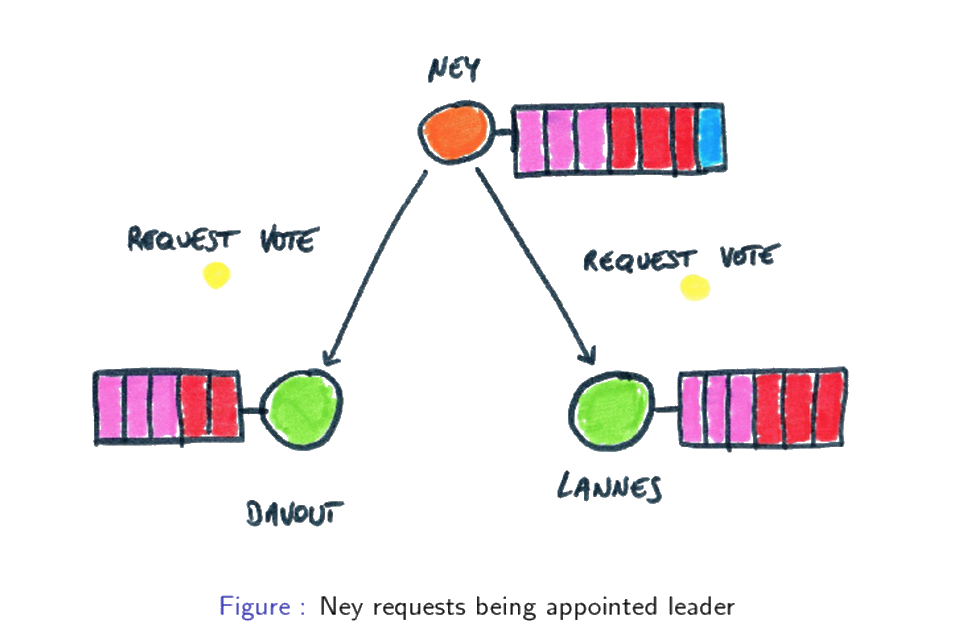 NEY
REQUEST VOTE
REQUEST VOTE
LANNES
DAVOUT
Figure : Ney requests being appointed leader